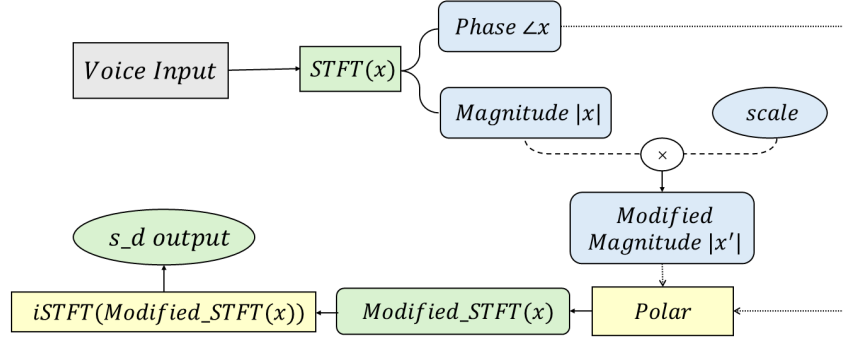 Phase ∠x
Voice Input
STFT(x)
Magnitude |x|
scale
×
Modified
Magnitude |x′|
s_d output
iSTFT(Modified_STFT(x))
Modified_STFT(x)
Polar